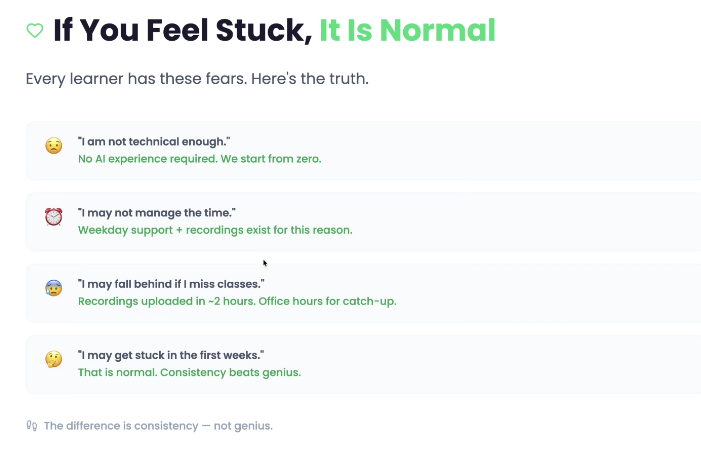 If You Feel Stuck, It Is Normal
Every learner has these fears. Here's the truth.
"I am not technical enough."
No AI experience required. We start from zero.
"I may not manage the time."
Weekday support + recordings exist for this reason.
"I may fall behind if I miss classes."
Recordings uploaded in ~2 hours. Office hours for catch-up.
"I may get stuck in the first weeks."
That is normal. Consistency beats genius.
The difference is consistency — not genius.